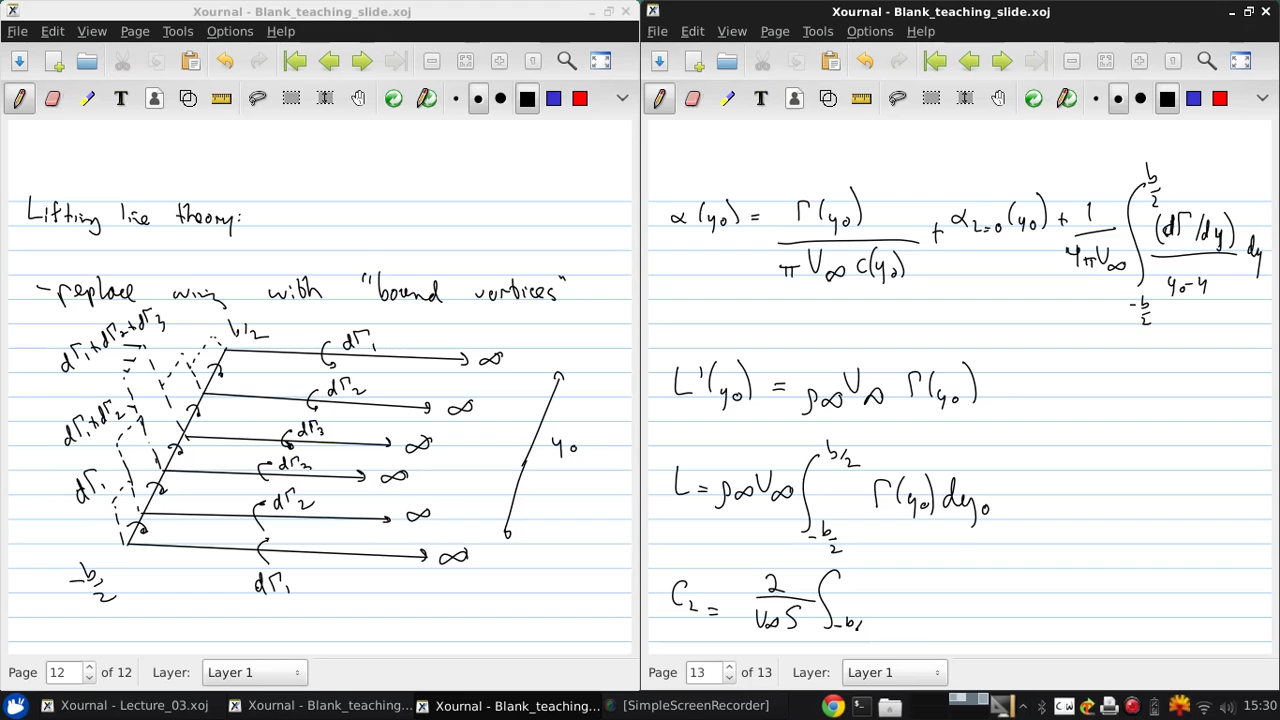 Xournal - Blank_teaching_slide.xoj
File Edit View Page Tools Options Help
Lifting line theory:
- replace wing with "bound vortices"
dΓ₁+dΓ₂+dΓ₃
b/2
dΓ₁
∞
dΓ₂
∞
dΓ₁+dΓ₂
dΓ₃
∞
y₀
dΓ₁
dΓ₃
∞
dΓ₂
∞
∞
-b/2
dΓ₁
Page 12 of 12 Layer: Layer 1
Xournal - Blank_teaching_slide.xoj
File Edit View Page Tools Options Help
α(y₀) = Γ(y₀) / (π V∞ c(y₀)) + α_{L=0}(y₀) + 1/(4πV∞) ∫_{-b/2}^{b/2} (dΓ/dy) / (y₀-y) dy
L'(y₀) = ρ∞ V∞ Γ(y₀)
L = ρ∞ V∞ ∫_{-b/2}^{b/2} Γ(y₀) dy₀
C_L = 2/(V∞ S) ∫_{-b/
Page 13 of 13 Layer: Layer 1
Xournal - Lecture_03.xoj
Xournal - Blank_teaching...
Xournal - Blank_teaching...
[SimpleScreenRecorder]
cw
15:30